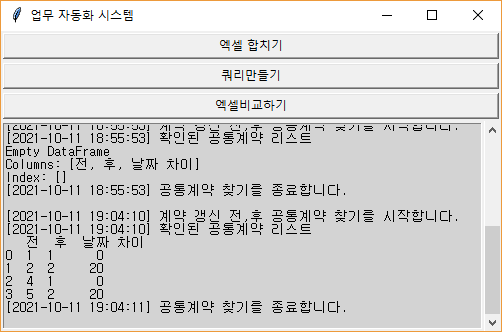 업무 자동화 시스템
엑셀 합치기
쿼리만들기
엑셀비교하기
[2021-10-11 18:55:53] 계약 갱신 전,후 공통계약 찾기를 시작합니다.
[2021-10-11 18:55:53] 확인된 공통계약 리스트
Empty DataFrame
Columns: [전, 후, 날짜 차이]
Index: []
[2021-10-11 18:55:53] 공통계약 찾기를 종료합니다.
[2021-10-11 19:04:10] 계약 갱신 전,후 공통계약 찾기를 시작합니다.
[2021-10-11 19:04:10] 확인된 공통계약 리스트
전 후 날짜 차이
0 1 1 0
1 2 2 20
2 4 1 0
3 5 2 20
[2021-10-11 19:04:11] 공통계약 찾기를 종료합니다.